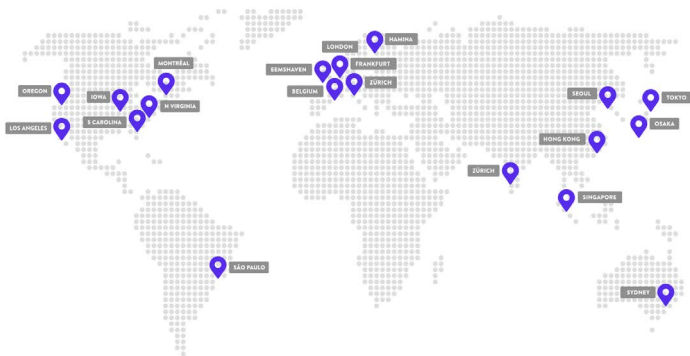 HAMINA
LONDON
MONTRÉAL
FRANKFURT
EEMSHAVEN
ZÜRICH
OREGON
BELGIUM
SEOUL
IOWA
TOKYO
N VIRGINIA
S CAROLINA
OSAKA
LOS ANGELES
HONG KONG
ZÜRICH
SINGAPORE
SÃO PAULO
SYDNEY